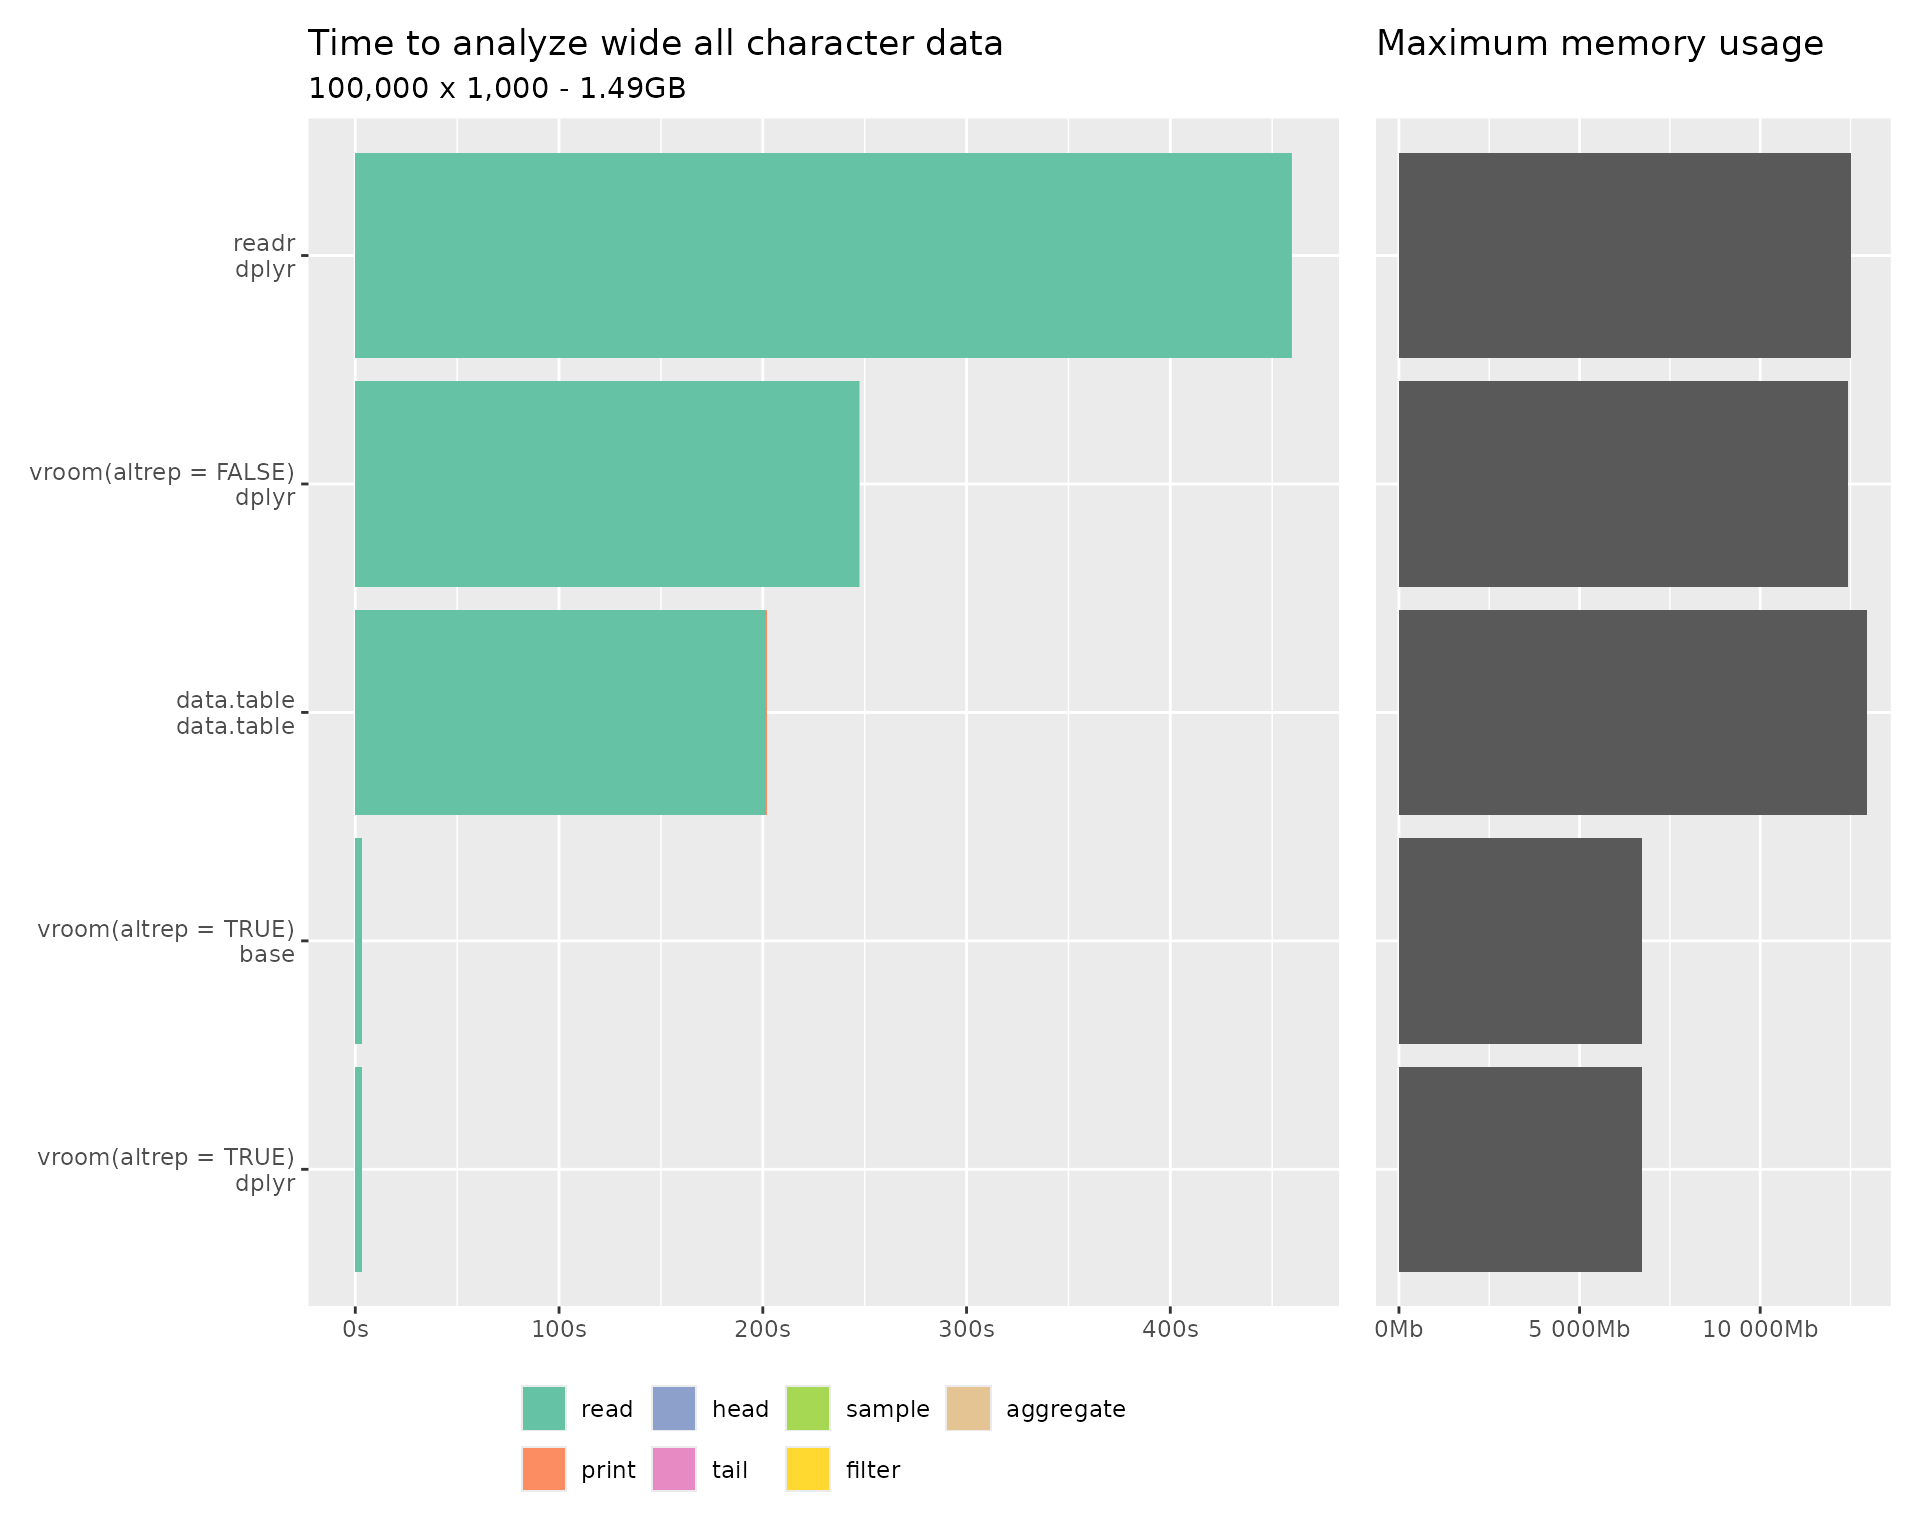 Time to analyze wide all character data
100,000 x 1,000 - 1.49GB
Maximum memory usage
readr
dplyr
vroom(altrep = FALSE)
dplyr
data.table
data.table
vroom(altrep = TRUE)
base
vroom(altrep = TRUE)
dplyr
0s 100s 200s 300s 400s
0Mb 5 000Mb 10 000Mb
read head sample aggregate
print tail filter